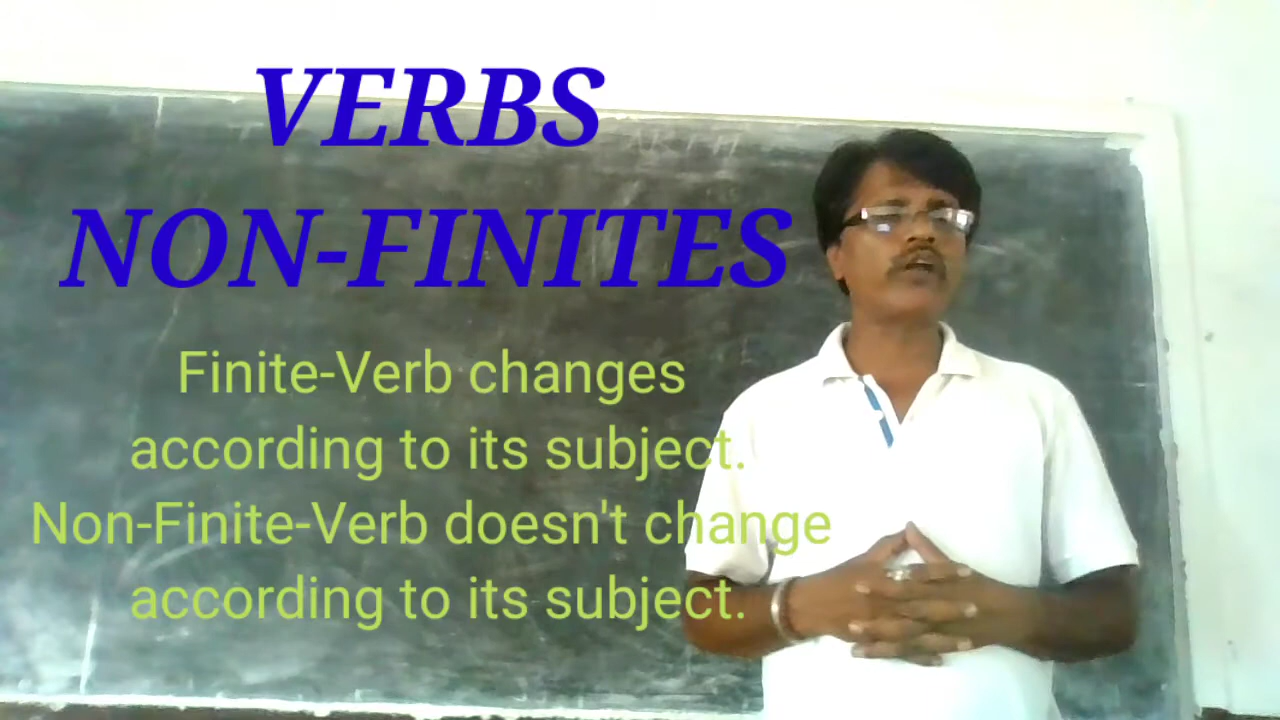 VERBS
NON-FINITES
Finite-Verb changes
according to its subject.
Non-Finite-Verb doesn't change
according to its subject.